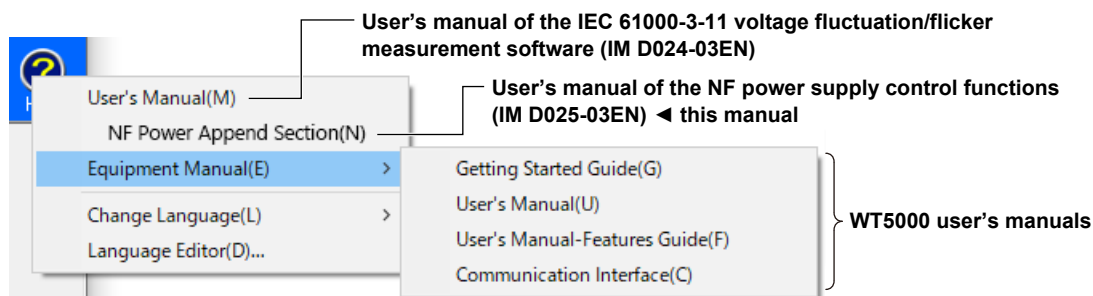 User's manual of the IEC 61000-3-11 voltage fluctuation/flicker
measurement software (IM D024-03EN)
User's Manual(M)
User's manual of the NF power supply control functions
(IM D025-03EN) ◄ this manual
NF Power Append Section(N)
Equipment Manual(E) >
Getting Started Guide(G)
User's Manual(U)
User's Manual-Features Guide(F)
Communication Interface(C)
WT5000 user's manuals
Change Language(L) >
Language Editor(D)...